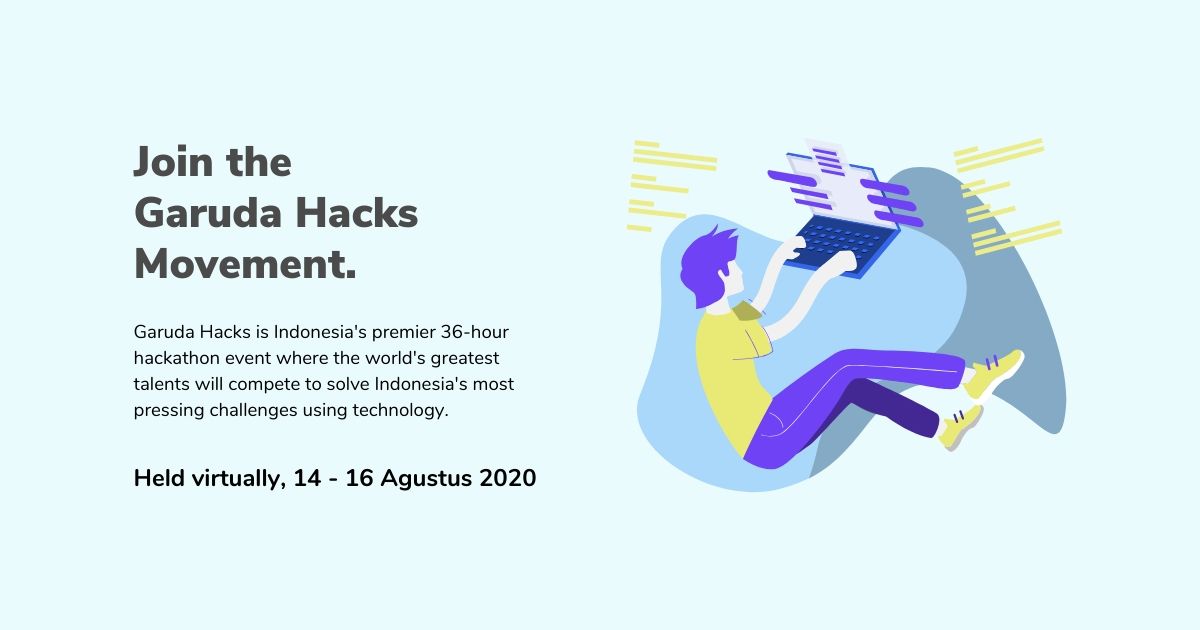 Join the
Garuda Hacks
Movement.
Garuda Hacks is Indonesia's premier 36-hour
hackathon event where the world's greatest
talents will compete to solve Indonesia's most
pressing challenges using technology.
Held virtually, 14 - 16 Agustus 2020